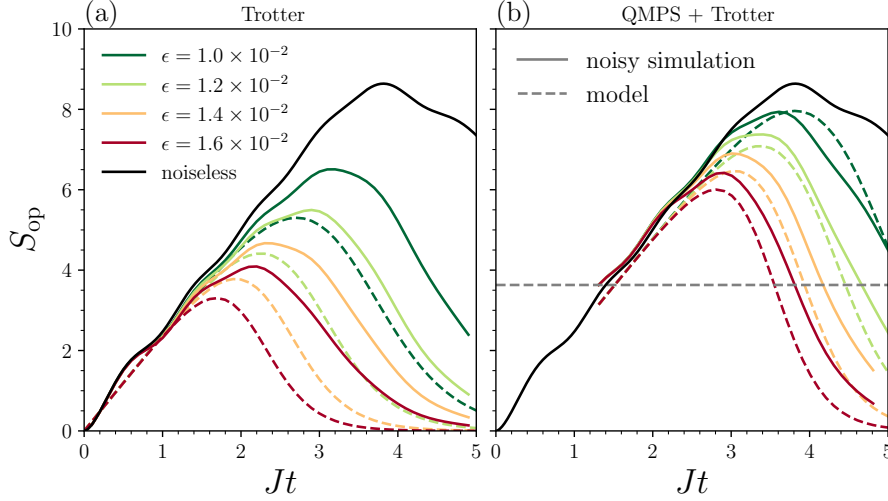 (a)
Trotter
ϵ = 1.0 × 10⁻²
ϵ = 1.2 × 10⁻²
ϵ = 1.4 × 10⁻²
ϵ = 1.6 × 10⁻²
noiseless
10
8
6
4
2
0
S_op
0 1 2 3 4 5
Jt
(b)
QMPS + Trotter
noisy simulation
model
0 1 2 3 4 5
Jt